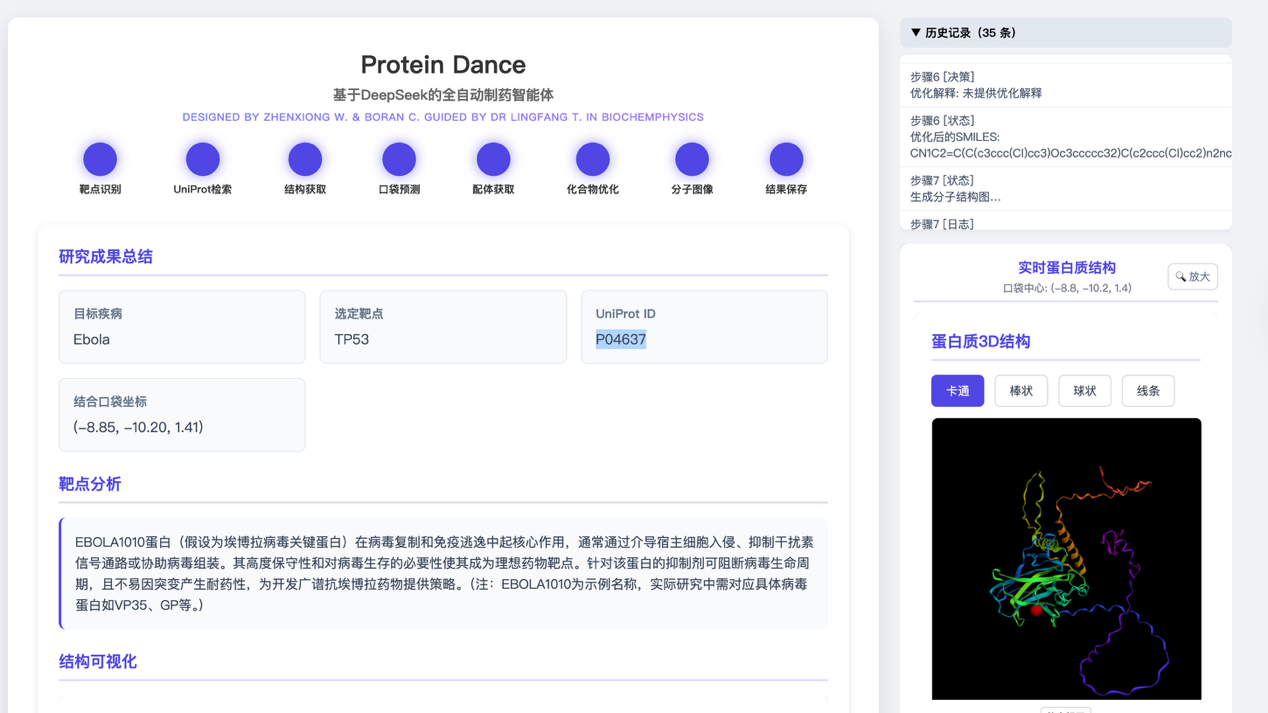 Protein Dance
基于DeepSeek的全自动制药智能体
DESIGNED BY ZHENXIONG W. & BORAN C. GUIDED BY DR LINGFANG T. IN BIOCHEMPHYSICS
靶点识别
UniProt检索
结构获取
口袋预测
配体获取
化合物优化
分子图像
结果保存
研究成果总结
目标疾病
Ebola
选定靶点
TP53
UniProt ID
P04637
结合口袋坐标
(−8.85, −10.20, 1.41)
靶点分析
EBOLA1010蛋白（假设为埃博拉病毒关键蛋白）在病毒复制和免疫逃逸中起核心作用，通常通过介导宿主细胞入侵、抑制干扰素
信号通路或协助病毒组装。其高度保守性和对病毒生存的必要性使其成为理想药物靶点。针对该蛋白的抑制剂可阻断病毒生命周
期，且不易因突变产生耐药性，为开发广谱抗埃博拉药物提供策略。（注：EBOLA1010为示例名称，实际研究中需对应具体病毒
蛋白如VP35、GP等。）
结构可视化
▼ 历史记录（35 条）
步骤6 [决策]
优化解释: 未提供优化解释
步骤6 [状态]
优化后的SMILES:
CN1C2=C(C(c3ccc(Cl)cc3)Oc3ccccc32)C(c2ccc(Cl)cc2)n2nc
步骤7 [状态]
生成分子结构图...
步骤7 [日志]
实时蛋白质结构
口袋中心: (−8.8, −10.2, 1.4)
🔍 放大
蛋白质3D结构
卡通
棒状
球状
线条